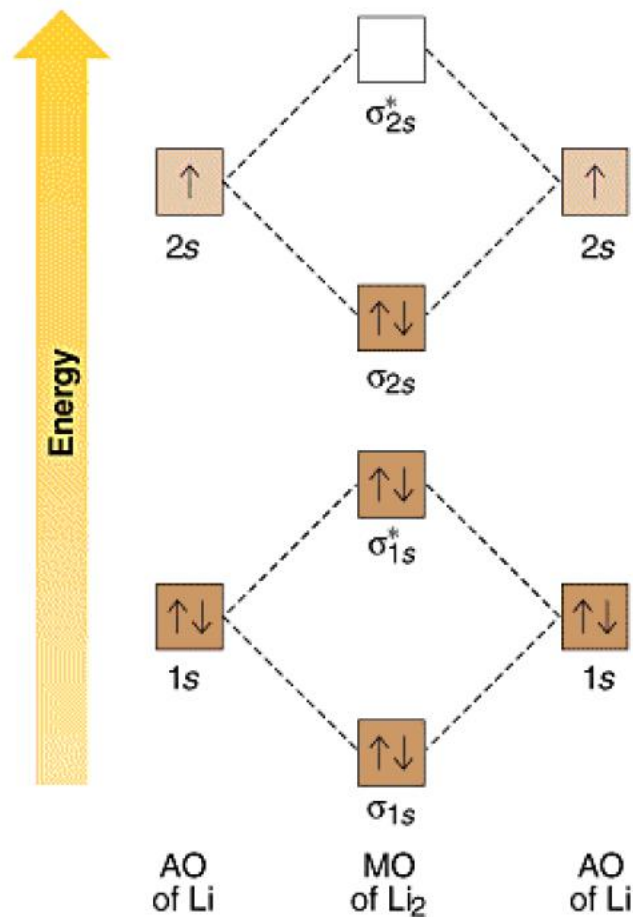 σ*2s
↑
↑
2s
2s
↑↓
σ2s
Energy
↑↓
σ*1s
↑↓
↑↓
1s
1s
↑↓
σ1s
AO of Li
MO of Li2
AO of Li